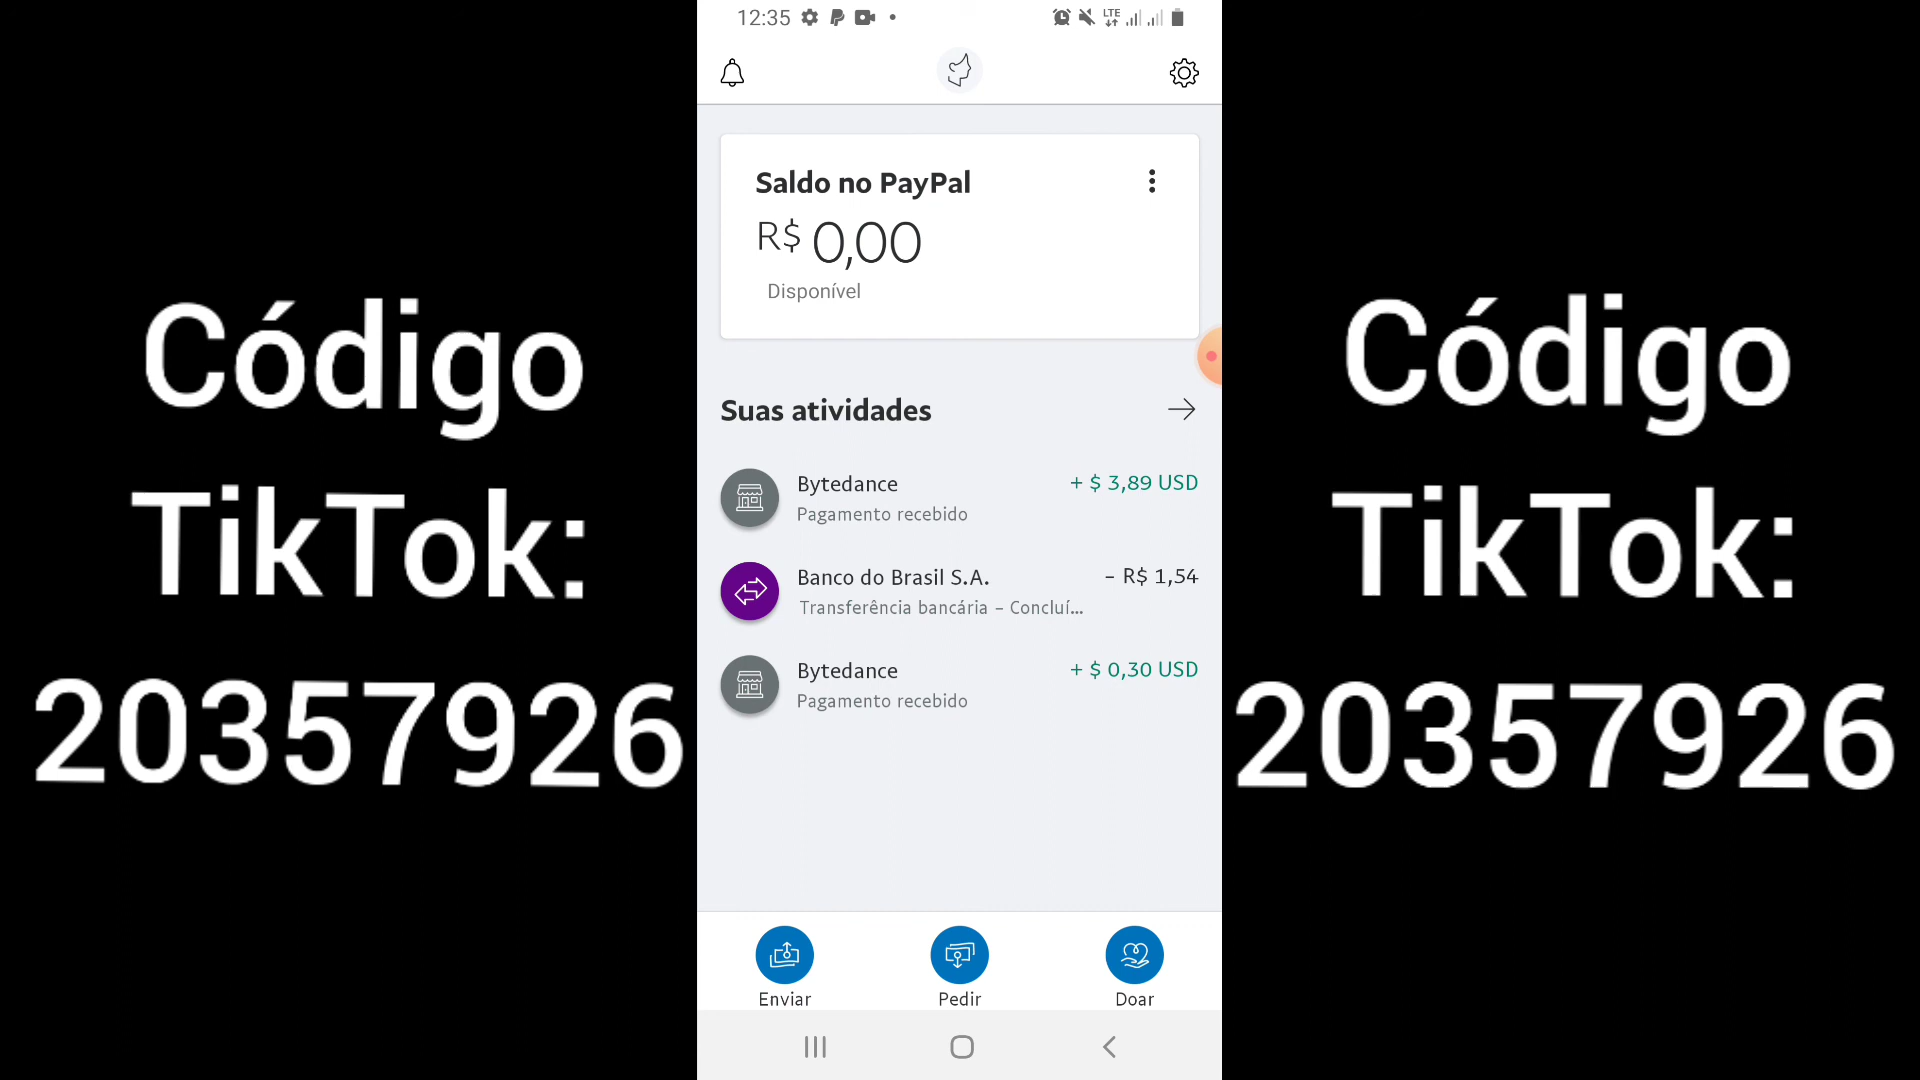 12:35
LTE
Saldo no PayPal
R$ 0,00
Disponível
Suas atividades
Bytedance
+ $ 3,89 USD
Pagamento recebido
Banco do Brasil S.A.
- R$ 1,54
Transferência bancária - Concluí...
Bytedance
+ $ 0,30 USD
Pagamento recebido
Enviar
Pedir
Doar
Código
TikTok:
20357926
Código
TikTok:
20357926